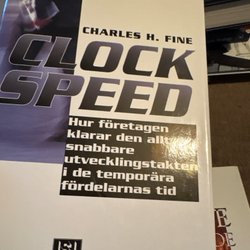 CHARLES H. FINE
CLOCK
SPEED
Hur företagen
klarar den allt
snabbare
utvecklingstakten
i de temporära
fördelarnas tid